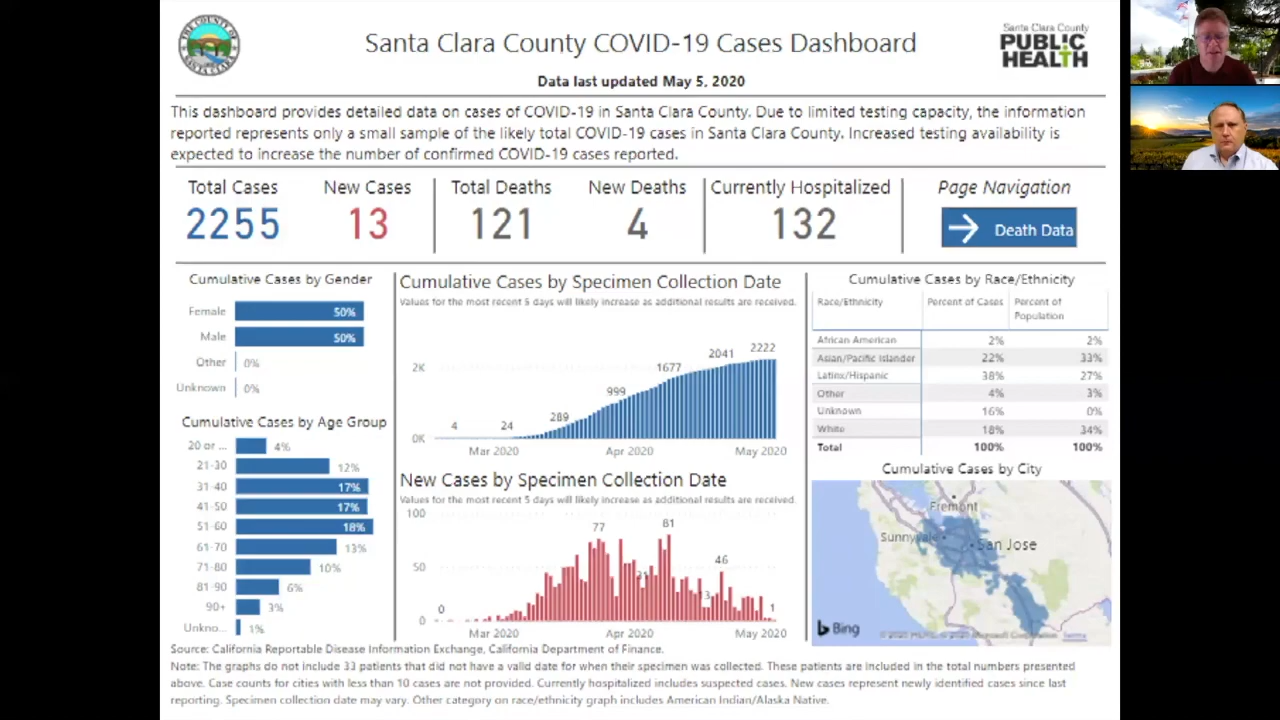 THE COUNTY OF
SANTA CLARA
Santa Clara County COVID-19 Cases Dashboard
Santa Clara County
PUBLIC
HEALTH
Data last updated May 5, 2020
This dashboard provides detailed data on cases of COVID-19 in Santa Clara County. Due to limited testing capacity, the information
reported represents only a small sample of the likely total COVID-19 cases in Santa Clara County. Increased testing availability is
expected to increase the number of confirmed COVID-19 cases reported.
Total Cases New Cases Total Deaths New Deaths Currently Hospitalized Page Navigation
2255 13 121 4 132 Death Data
Cumulative Cases by Gender
Female 50%
Male 50%
Other 0%
Unknown 0%
Cumulative Cases by Age Group
20 or ... 4%
21-30 12%
31-40 17%
41-50 17%
51-60 18%
61-70 13%
71-80 10%
81-90 6%
90+ 3%
Unkno... 1%
Cumulative Cases by Specimen Collection Date
Values for the most recent 5 days will likely increase as additional results are received.
2K
0K
4 24 289 999 1677 2041 2222
Mar 2020 Apr 2020 May 2020
New Cases by Specimen Collection Date
Values for the most recent 5 days will likely increase as additional results are received.
100
50
0
0 77 31 81 13 46 1
Mar 2020 Apr 2020 May 2020
Cumulative Cases by Race/Ethnicity
Race/Ethnicity Percent of Cases Percent of
Population
African American 2% 2%
Asian/Pacific Islander 22% 33%
Latinx/Hispanic 38% 27%
Other 4% 3%
Unknown 16% 0%
White 18% 34%
Total 100% 100%
Cumulative Cases by City
Fremont
Sunnyvale
San Jose
Bing
© 2020 Microsoft Corporation Terms
Source: California Reportable Disease Information Exchange, California Department of Finance.
Note: The graphs do not include 33 patients that did not have a valid date for when their specimen was collected. These patients are included in the total numbers presented
above. Case counts for cities with less than 10 cases are not provided. Currently hospitalized includes suspected cases. New cases represent newly identified cases since last
reporting. Specimen collection date may vary. Other category on race/ethnicity graph includes American Indian/Alaska Native.